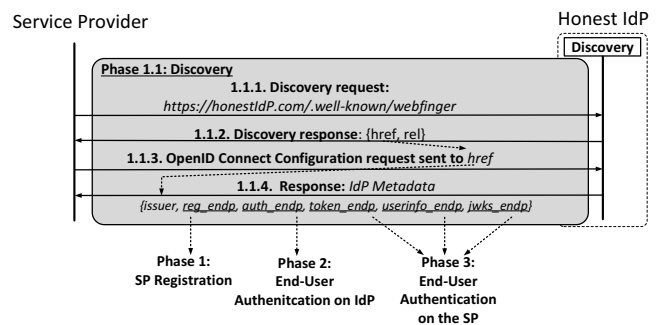 Service Provider
Honest IdP
Discovery
Phase 1.1: Discovery
1.1.1. Discovery request:
https://honestIdP.com/.well-known/webfinger
1.1.2. Discovery response: {href, rel}
1.1.3. OpenID Connect Configuration request sent to href
1.1.4. Response: IdP Metadata
{issuer, reg_endp, auth_endp, token_endp, userinfo_endp, jwks_endp}
Phase 1:
SP Registration
Phase 2:
End-User
Authenitcation on IdP
Phase 3:
End-User
Authentication
on the SP